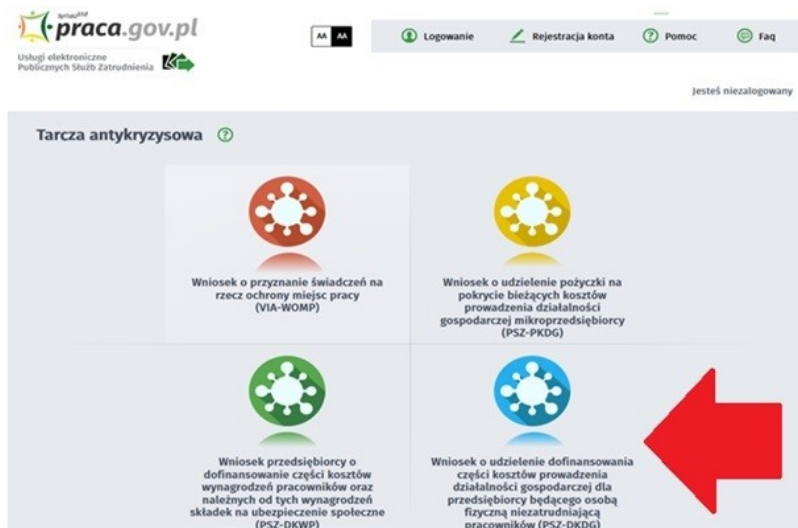 Syriusz Std
praca.gov.pl
Usługi elektroniczne
Publicznych Służb Zatrudnienia
AA AA
Logowanie
Rejestracja konta
Pomoc
Faq
Jesteś niezalogowany
Tarcza antykryzysowa
Wniosek o przyznanie świadczeń na
rzecz ochrony miejsc pracy
(VIA-WOMP)
Wniosek o udzielenie pożyczki na
pokrycie bieżących kosztów
prowadzenia działalności
gospodarczej mikroprzedsiębiorcy
(PSZ-PKDG)
Wniosek przedsiębiorcy o
dofinansowanie części kosztów
wynagrodzeń pracowników oraz
należnych od tych wynagrodzeń
składek na ubezpieczenie społeczne
(PSZ-DKWP)
Wniosek o udzielenie dofinansowania
części kosztów prowadzenia
działalności gospodarczej dla
przedsiębiorcy będącego osobą
fizyczną niezatrudniającą
pracowników (PSZ-DKDG)